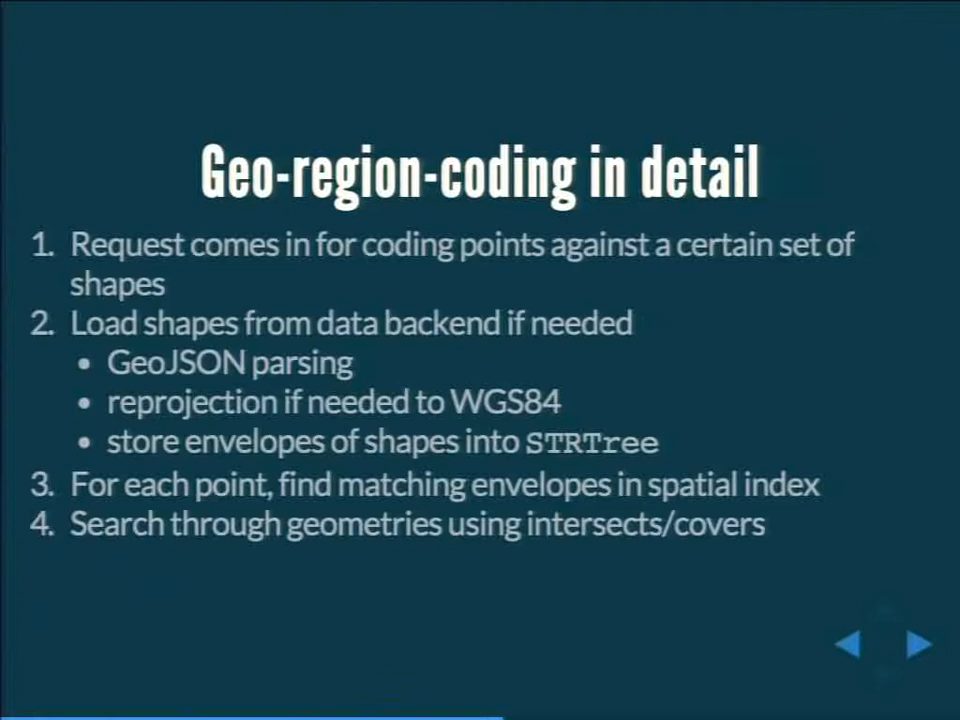 Geo-region-coding in detail
1. Request comes in for coding points against a certain set of
shapes
2. Load shapes from data backend if needed
• GeoJSON parsing
• reprojection if needed to WGS84
• store envelopes of shapes into STRTree
3. For each point, find matching envelopes in spatial index
4. Search through geometries using intersects/covers